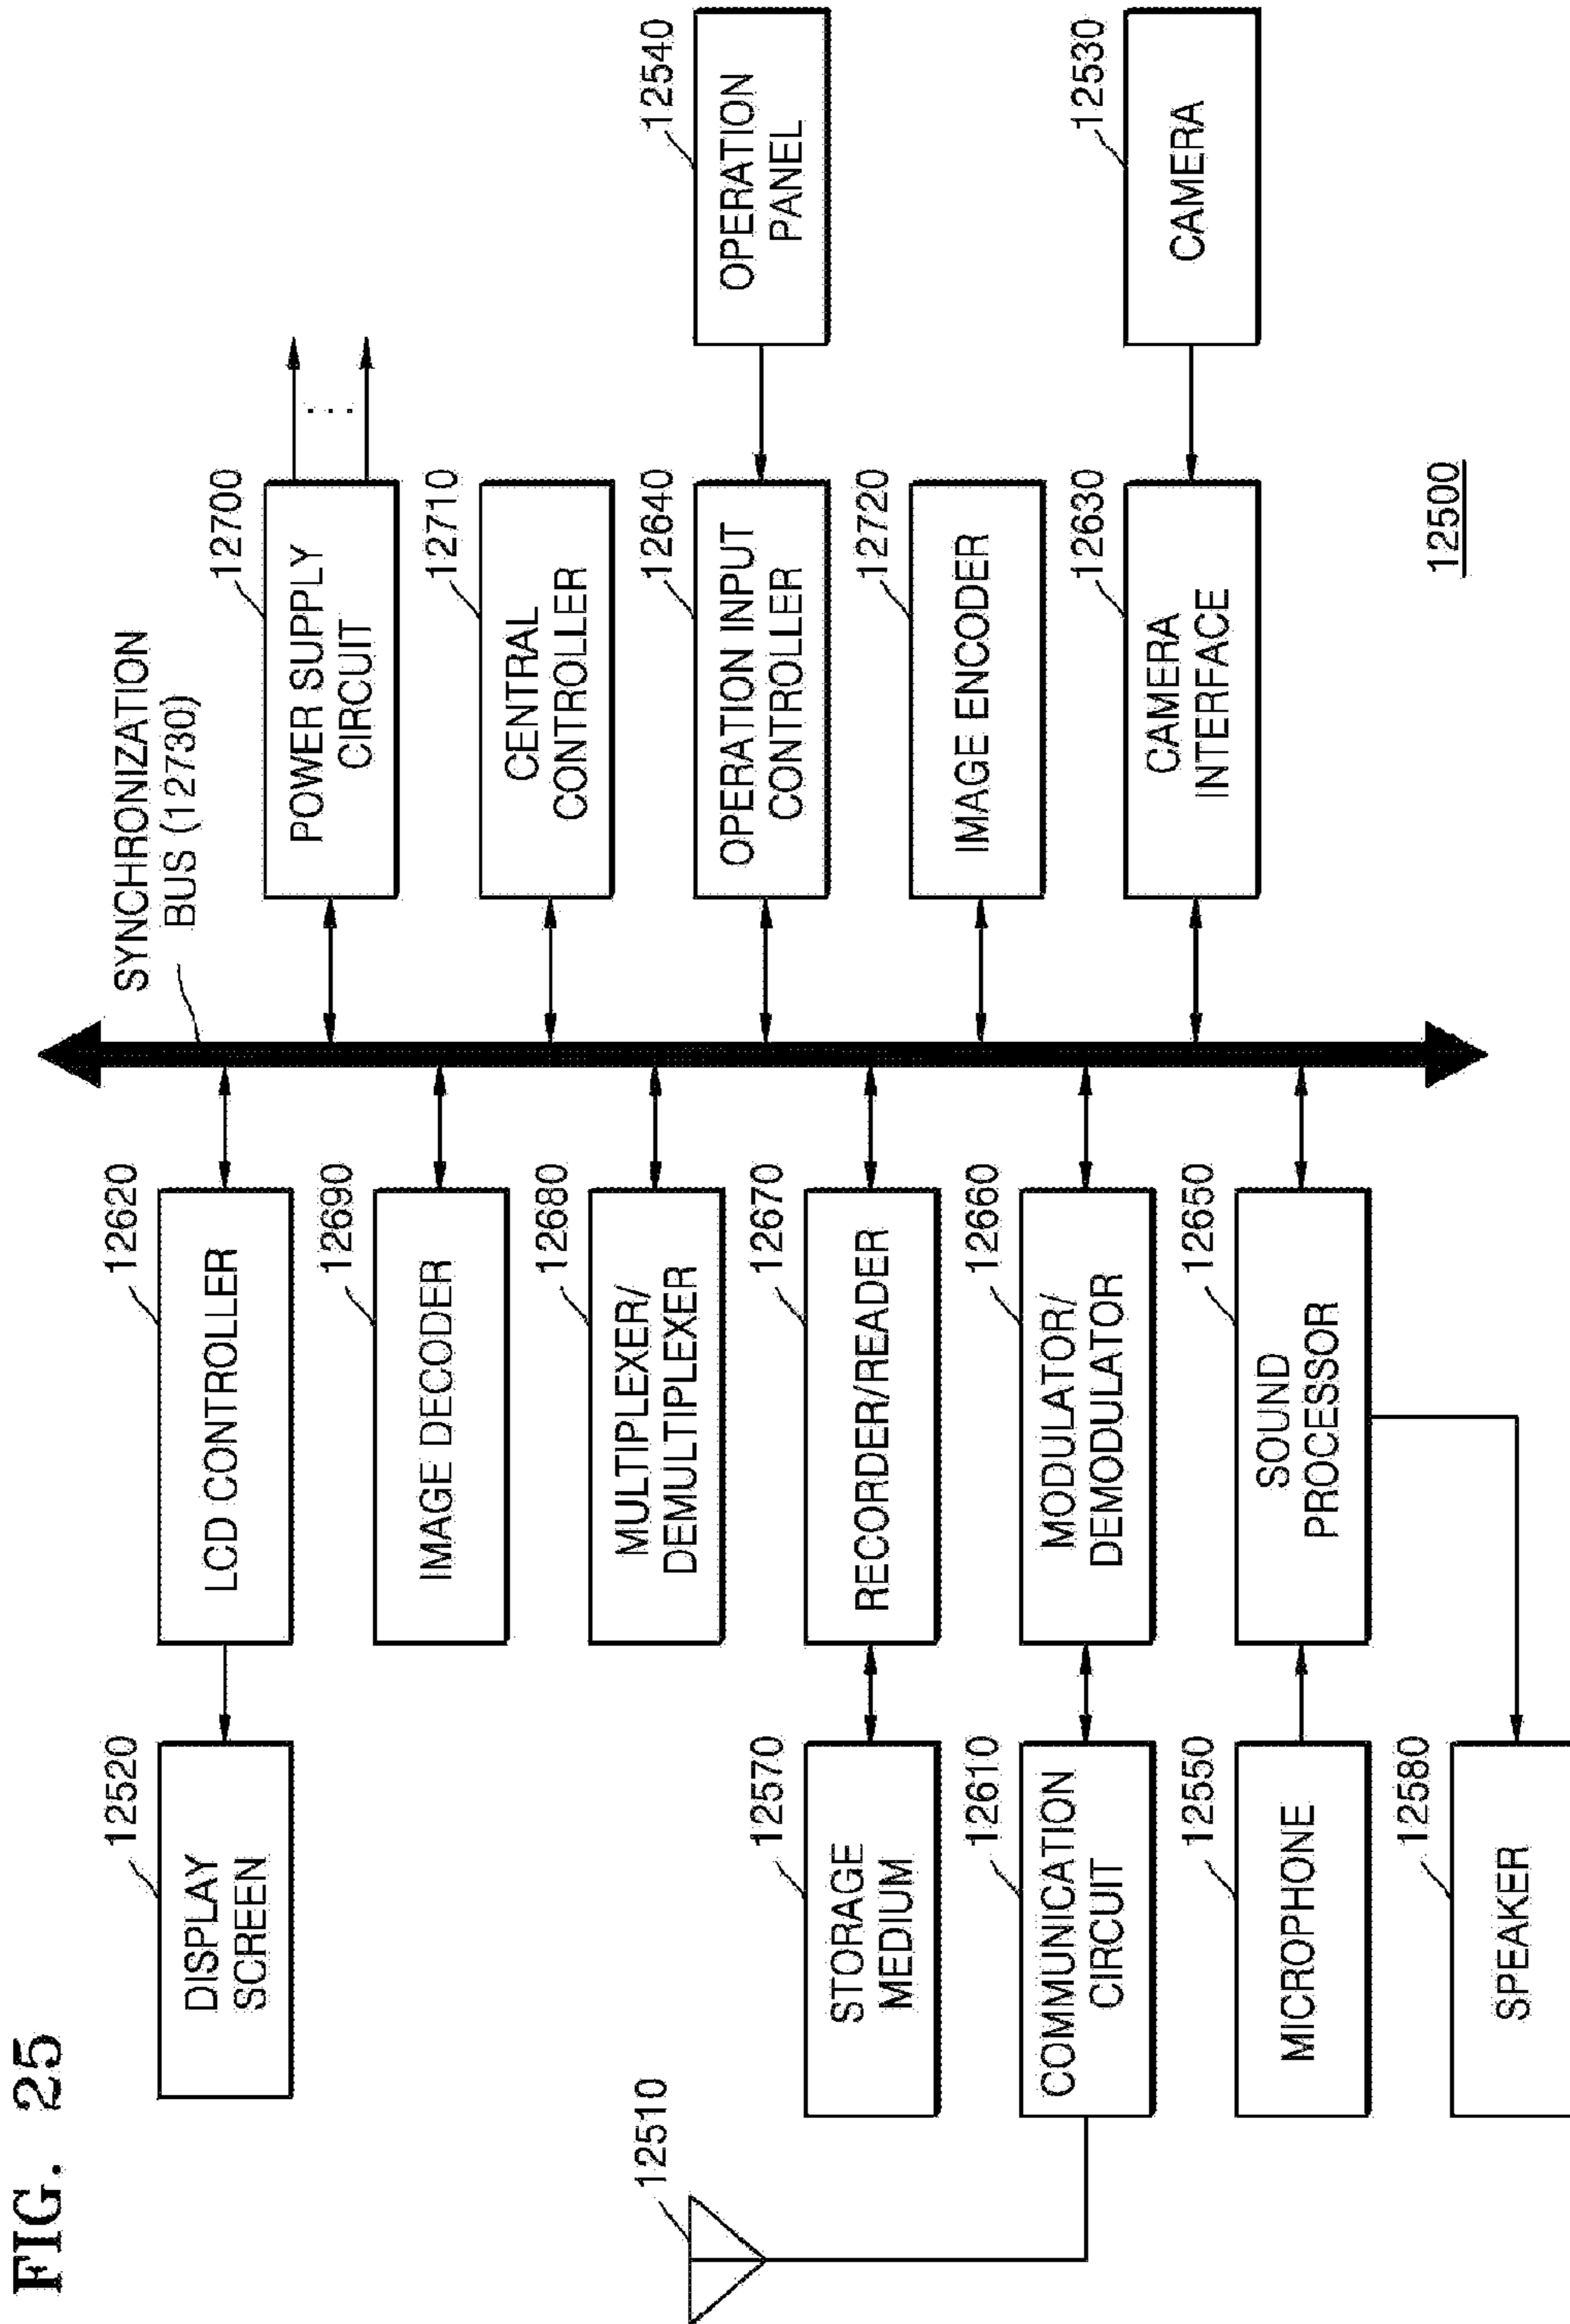 FIG. 25
SYNCHRONIZATION
BUS (12730)
12520
DISPLAY
SCREEN
12620
LCD CONTROLLER
12700
POWER SUPPLY
CIRCUIT
12690
IMAGE DECODER
12710
CENTRAL
CONTROLLER
12510
12680
MULTIPLEXER/
DEMULTIPLEXER
12640
OPERATION INPUT
CONTROLLER
12540
OPERATION
PANEL
12570
STORAGE
MEDIUM
12670
RECORDER/READER
12720
IMAGE ENCODER
12610
COMMUNICATION
CIRCUIT
12660
MODULATOR/
DEMODULATOR
12630
CAMERA
INTERFACE
12530
CAMERA
12550
MICROPHONE
12650
SOUND
PROCESSOR
12580
SPEAKER
12500